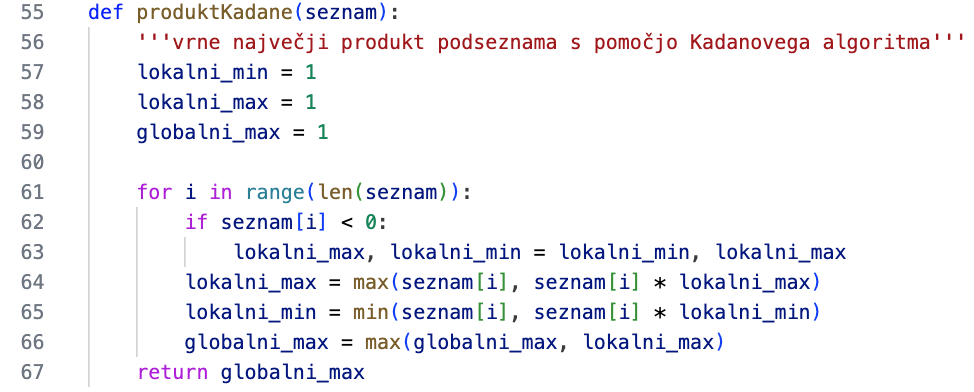 55 def produktKadane(seznam):
56     '''vrne največji produkt podseznama s pomočjo Kadanovega algoritma'''
57     lokalni_min = 1
58     lokalni_max = 1
59     globalni_max = 1
60
61     for i in range(len(seznam)):
62         if seznam[i] < 0:
63             lokalni_max, lokalni_min = lokalni_min, lokalni_max
64         lokalni_max = max(seznam[i], seznam[i] * lokalni_max)
65         lokalni_min = min(seznam[i], seznam[i] * lokalni_min)
66         globalni_max = max(globalni_max, lokalni_max)
67     return globalni_max